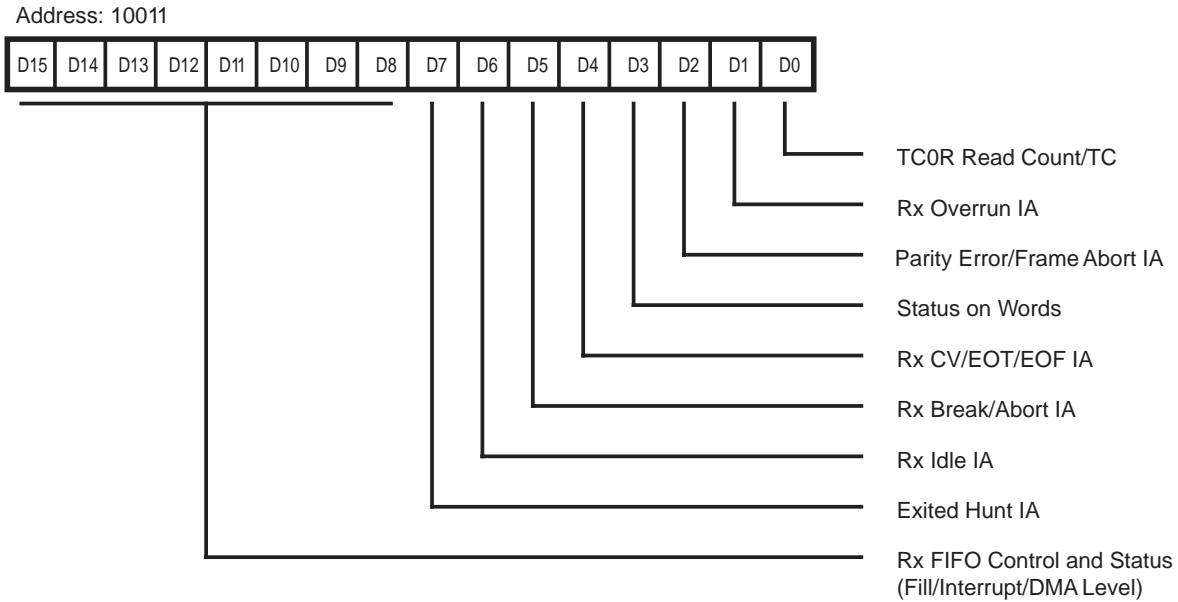 Address: 10011
D15 D14 D13 D12 D11 D10 D9 D8 D7 D6 D5 D4 D3 D2 D1 D0
TC0R Read Count/TC
Rx Overrun IA
Parity Error/Frame Abort IA
Status on Words
Rx CV/EOT/EOF IA
Rx Break/Abort IA
Rx Idle IA
Exited Hunt IA
Rx FIFO Control and Status
(Fill/Interrupt/DMA Level)